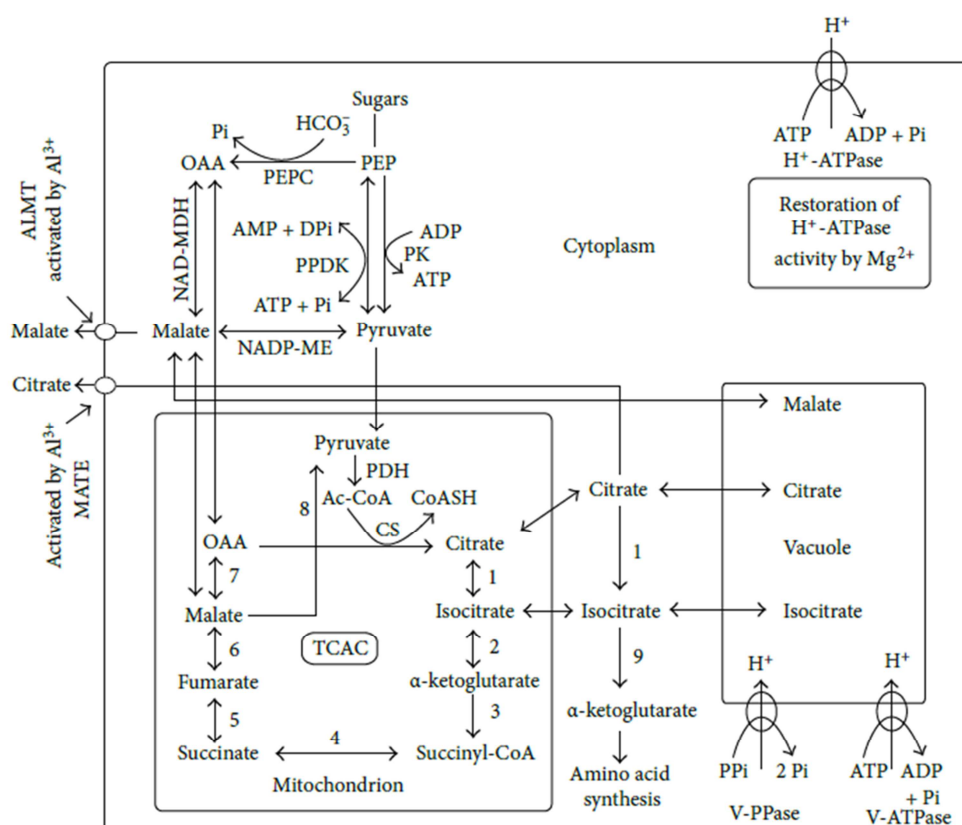 H⁺
Sugars
Pi
HCO₃⁻
ATP
ADP + Pi
OAA
PEP
H⁺-ATPase
PEPC
ALMT
activated by Al³⁺
NAD-MDH
AMP + DPi
ADP
PPDK
PK
ATP
ATP + Pi
Cytoplasm
Restoration of
H⁺-ATPase
activity by Mg²⁺
Malate
Malate
Pyruvate
NADP-ME
Citrate
Malate
Activated by Al³⁺
MATE
Pyruvate
PDH
8
Ac-CoA
CoASH
Citrate
Citrate
CS
OAA
Citrate
Vacuole
7
1
1
Malate
Isocitrate
Isocitrate
Isocitrate
6
TCAC
2
9
H⁺
H⁺
Fumarate
α-ketoglutarate
5
3
α-ketoglutarate
4
Succinate
Succinyl-CoA
PPi
2 Pi
ATP
ADP
+ Pi
Mitochondrion
Amino acid
synthesis
V-PPase
V-ATPase